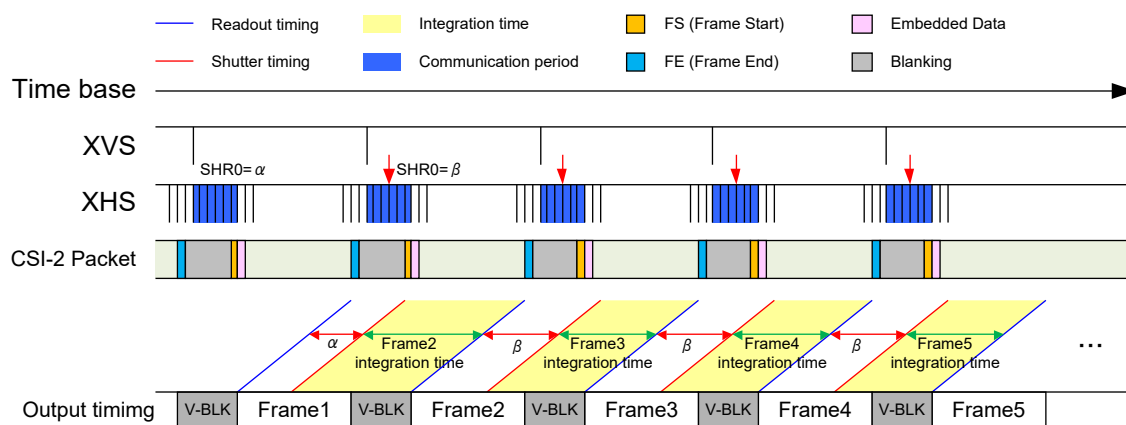 Readout timing
Integration time
FS (Frame Start)
Embedded Data
Shutter timing
Communication period
FE (Frame End)
Blanking
Time base
XVS
SHR0= α
SHR0= β
XHS
CSI-2 Packet
α
Frame2
integration time
β
Frame3
integration time
β
Frame4
integration time
β
Frame5
integration time
...
Output timimg
V-BLK
Frame1
V-BLK
Frame2
V-BLK
Frame3
V-BLK
Frame4
V-BLK
Frame5